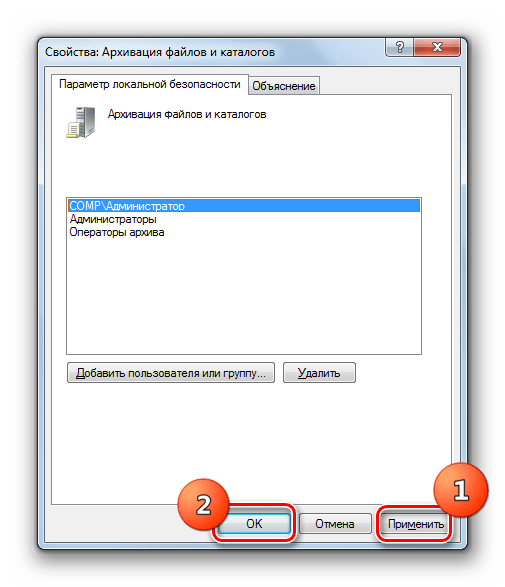 Свойства: Архивация файлов и каталогов
?
Параметр локальной безопасности
Объяснение
Архивация файлов и каталогов
COMP\Администратор
Администраторы
Операторы архива
Добавить пользователя или группу...
Удалить
2
1
OK
Отмена
Применить